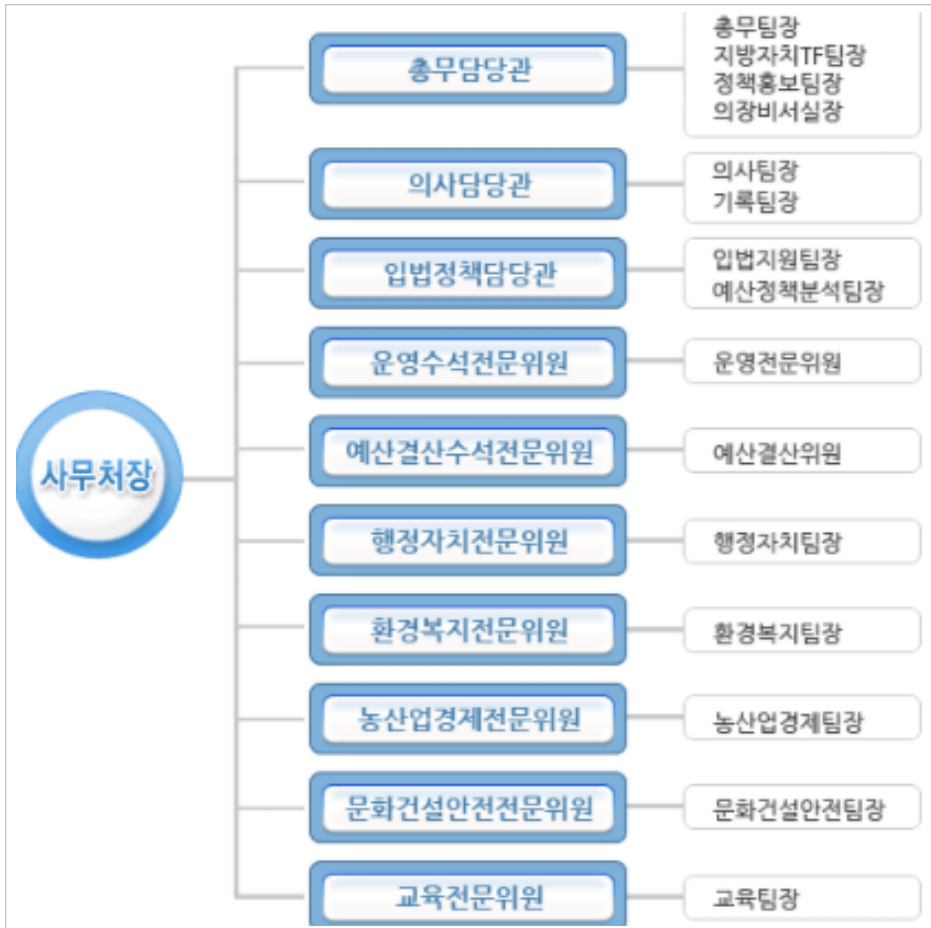 총무담당관
총무팀장
지방자치TF팀장
정책홍보팀장
의장비서실장
의사담당관
의사팀장
기록팀장
입법정책담당관
입법지원팀장
예산정책분석팀장
운영수석전문위원
운영전문위원
사무처장
예산결산수석전문위원
예산결산위원
행정자치전문위원
행정자치팀장
환경복지전문위원
환경복지팀장
농산업경제전문위원
농산업경제팀장
문화건설안전전문위원
문화건설안전팀장
교육전문위원
교육팀장